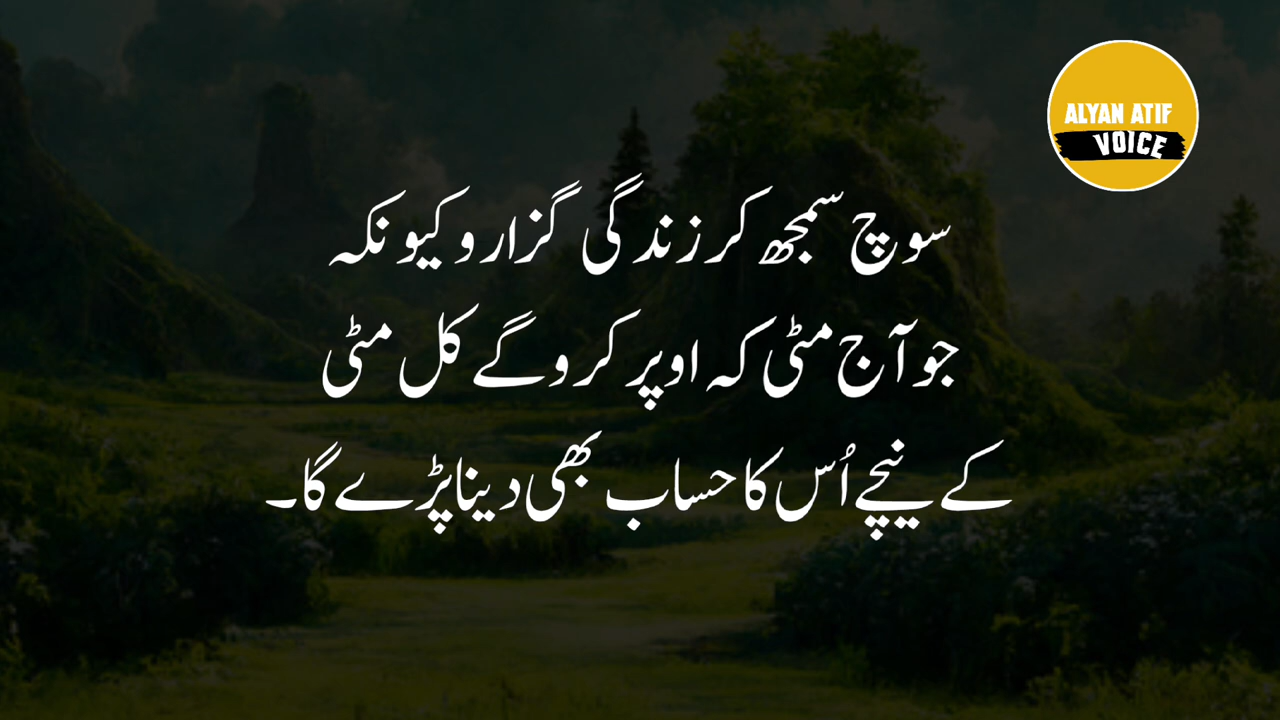 ALYAN ATIF
VOICE
سوچ سمجھ کر زندگی گزارو کیونکہ
جو آج مٹی کہ اوپر کرو گے کل مٹی
کے نیچے اُس کا حساب بھی دینا پڑے گا۔